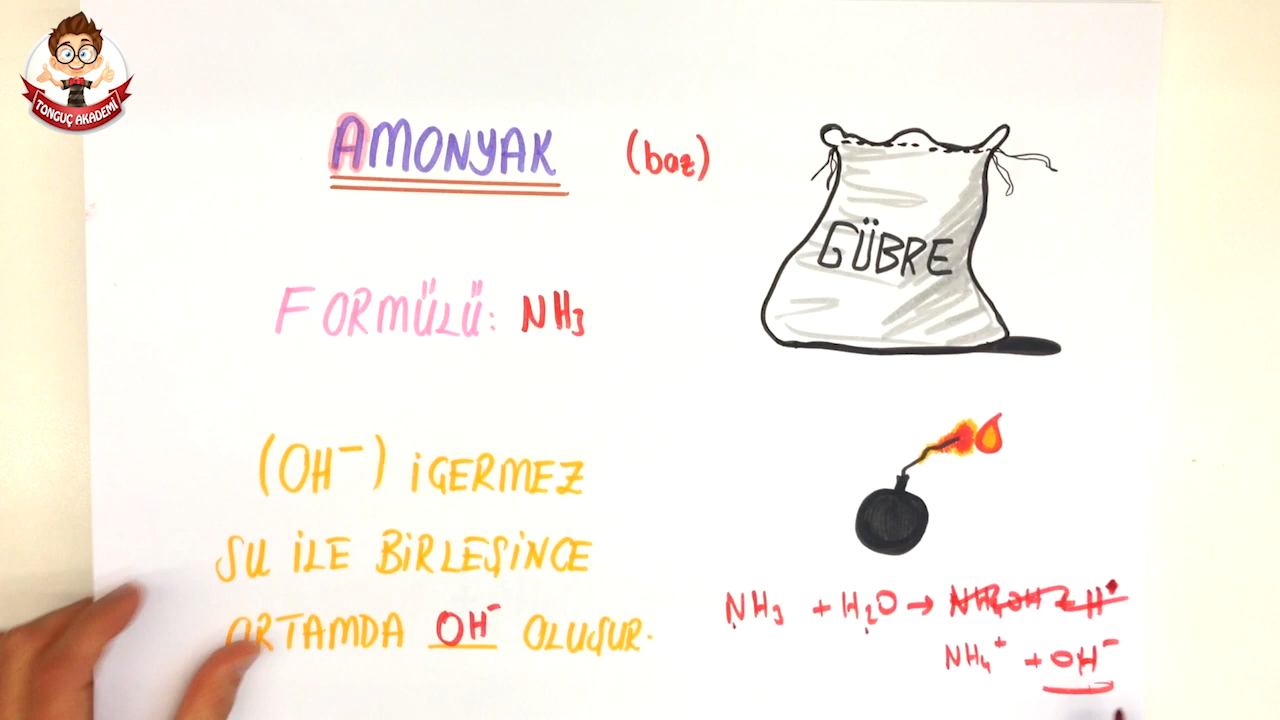 TONGUÇ AKADEMİ
AMONYAK (baz)
GÜBRE
FORMÜLÜ: NH₃
(OH⁻) İÇERMEZ
SU İLE BİRLEŞİNCE
ORTAMDA OH⁻ OLUŞUR.
NH₃ + H₂O →
NH₄⁺ + OH⁻